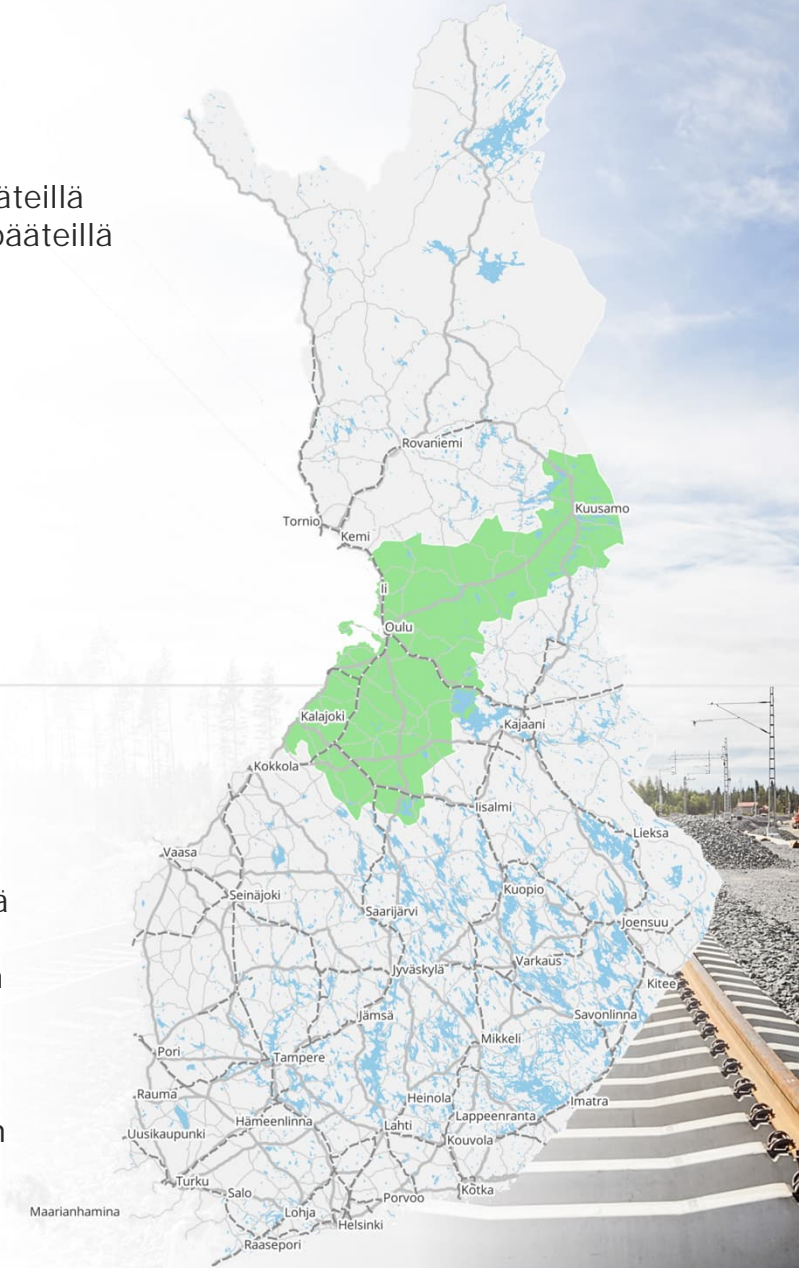 äteillä
pääteillä
Rovaniemi
Kuusamo
Tornio
Kemi
Ii
Oulu
Kalajoki
Kajaani
Kokkola
Iisalmi
Lieksa
Vaasa
Kuopio
Seinäjoki
ä
Saarijärvi
Joensuu
Varkaus
Jyväskylä
n
Kitee
Savonlinna
Jämsä
Mikkeli
Pori
Tampere
Rauma
Heinola
Imatra
Lappeenranta
Hämeenlinna
Lahti
n
Uusikaupunki
Kouvola
Turku
Kotka
Salo
Porvoo
Maarianhamina
Lohja
Helsinki
Raasepori